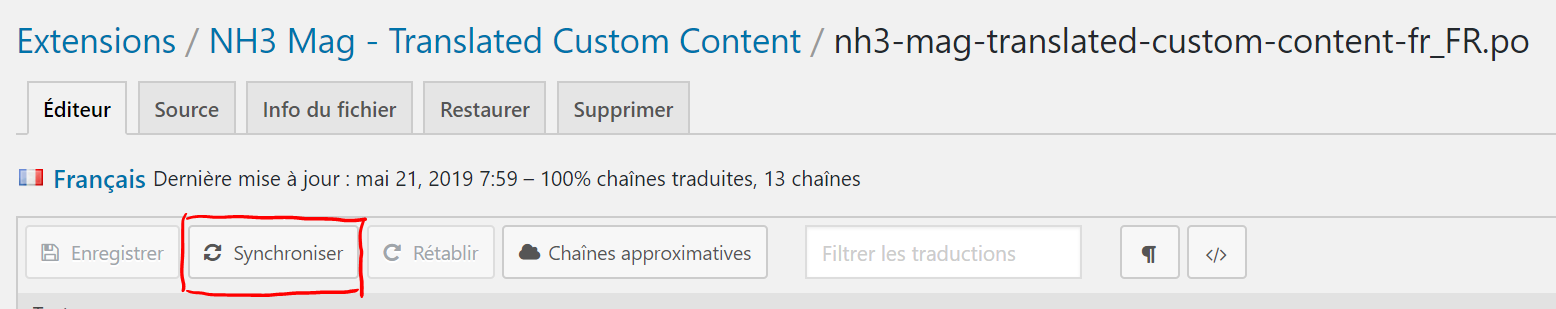 Extensions / NH3 Mag - Translated Custom Content / nh3-mag-translated-custom-content-fr_FR.po
Éditeur Source Info du fichier Restaurer Supprimer
Français Dernière mise à jour : mai 21, 2019 7:59 – 100% chaînes traduites, 13 chaînes
Enregistrer Synchroniser Rétablir Chaînes approximatives Filtrer les traductions ¶ </>